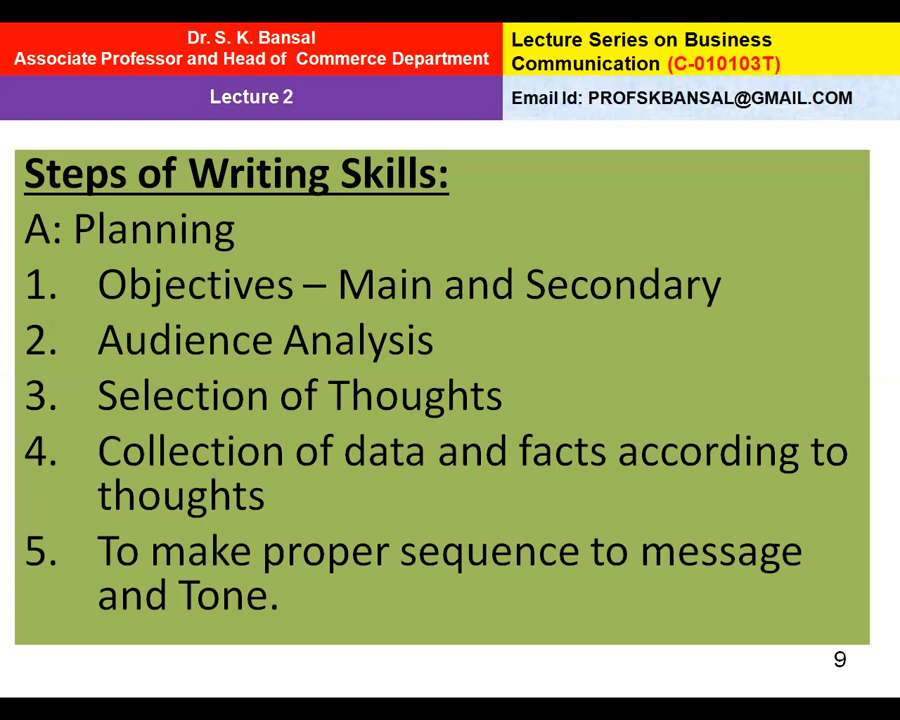 Dr. S. K. Bansal
Associate Professor and Head of Commerce Department
Lecture Series on Business
Communication (C-010103T)
Lecture 2
Email Id: PROFSKBANSAL@GMAIL.COM
Steps of Writing Skills:
A: Planning
1. Objectives – Main and Secondary
2. Audience Analysis
3. Selection of Thoughts
4. Collection of data and facts according to
thoughts
5. To make proper sequence to message
and Tone.
9